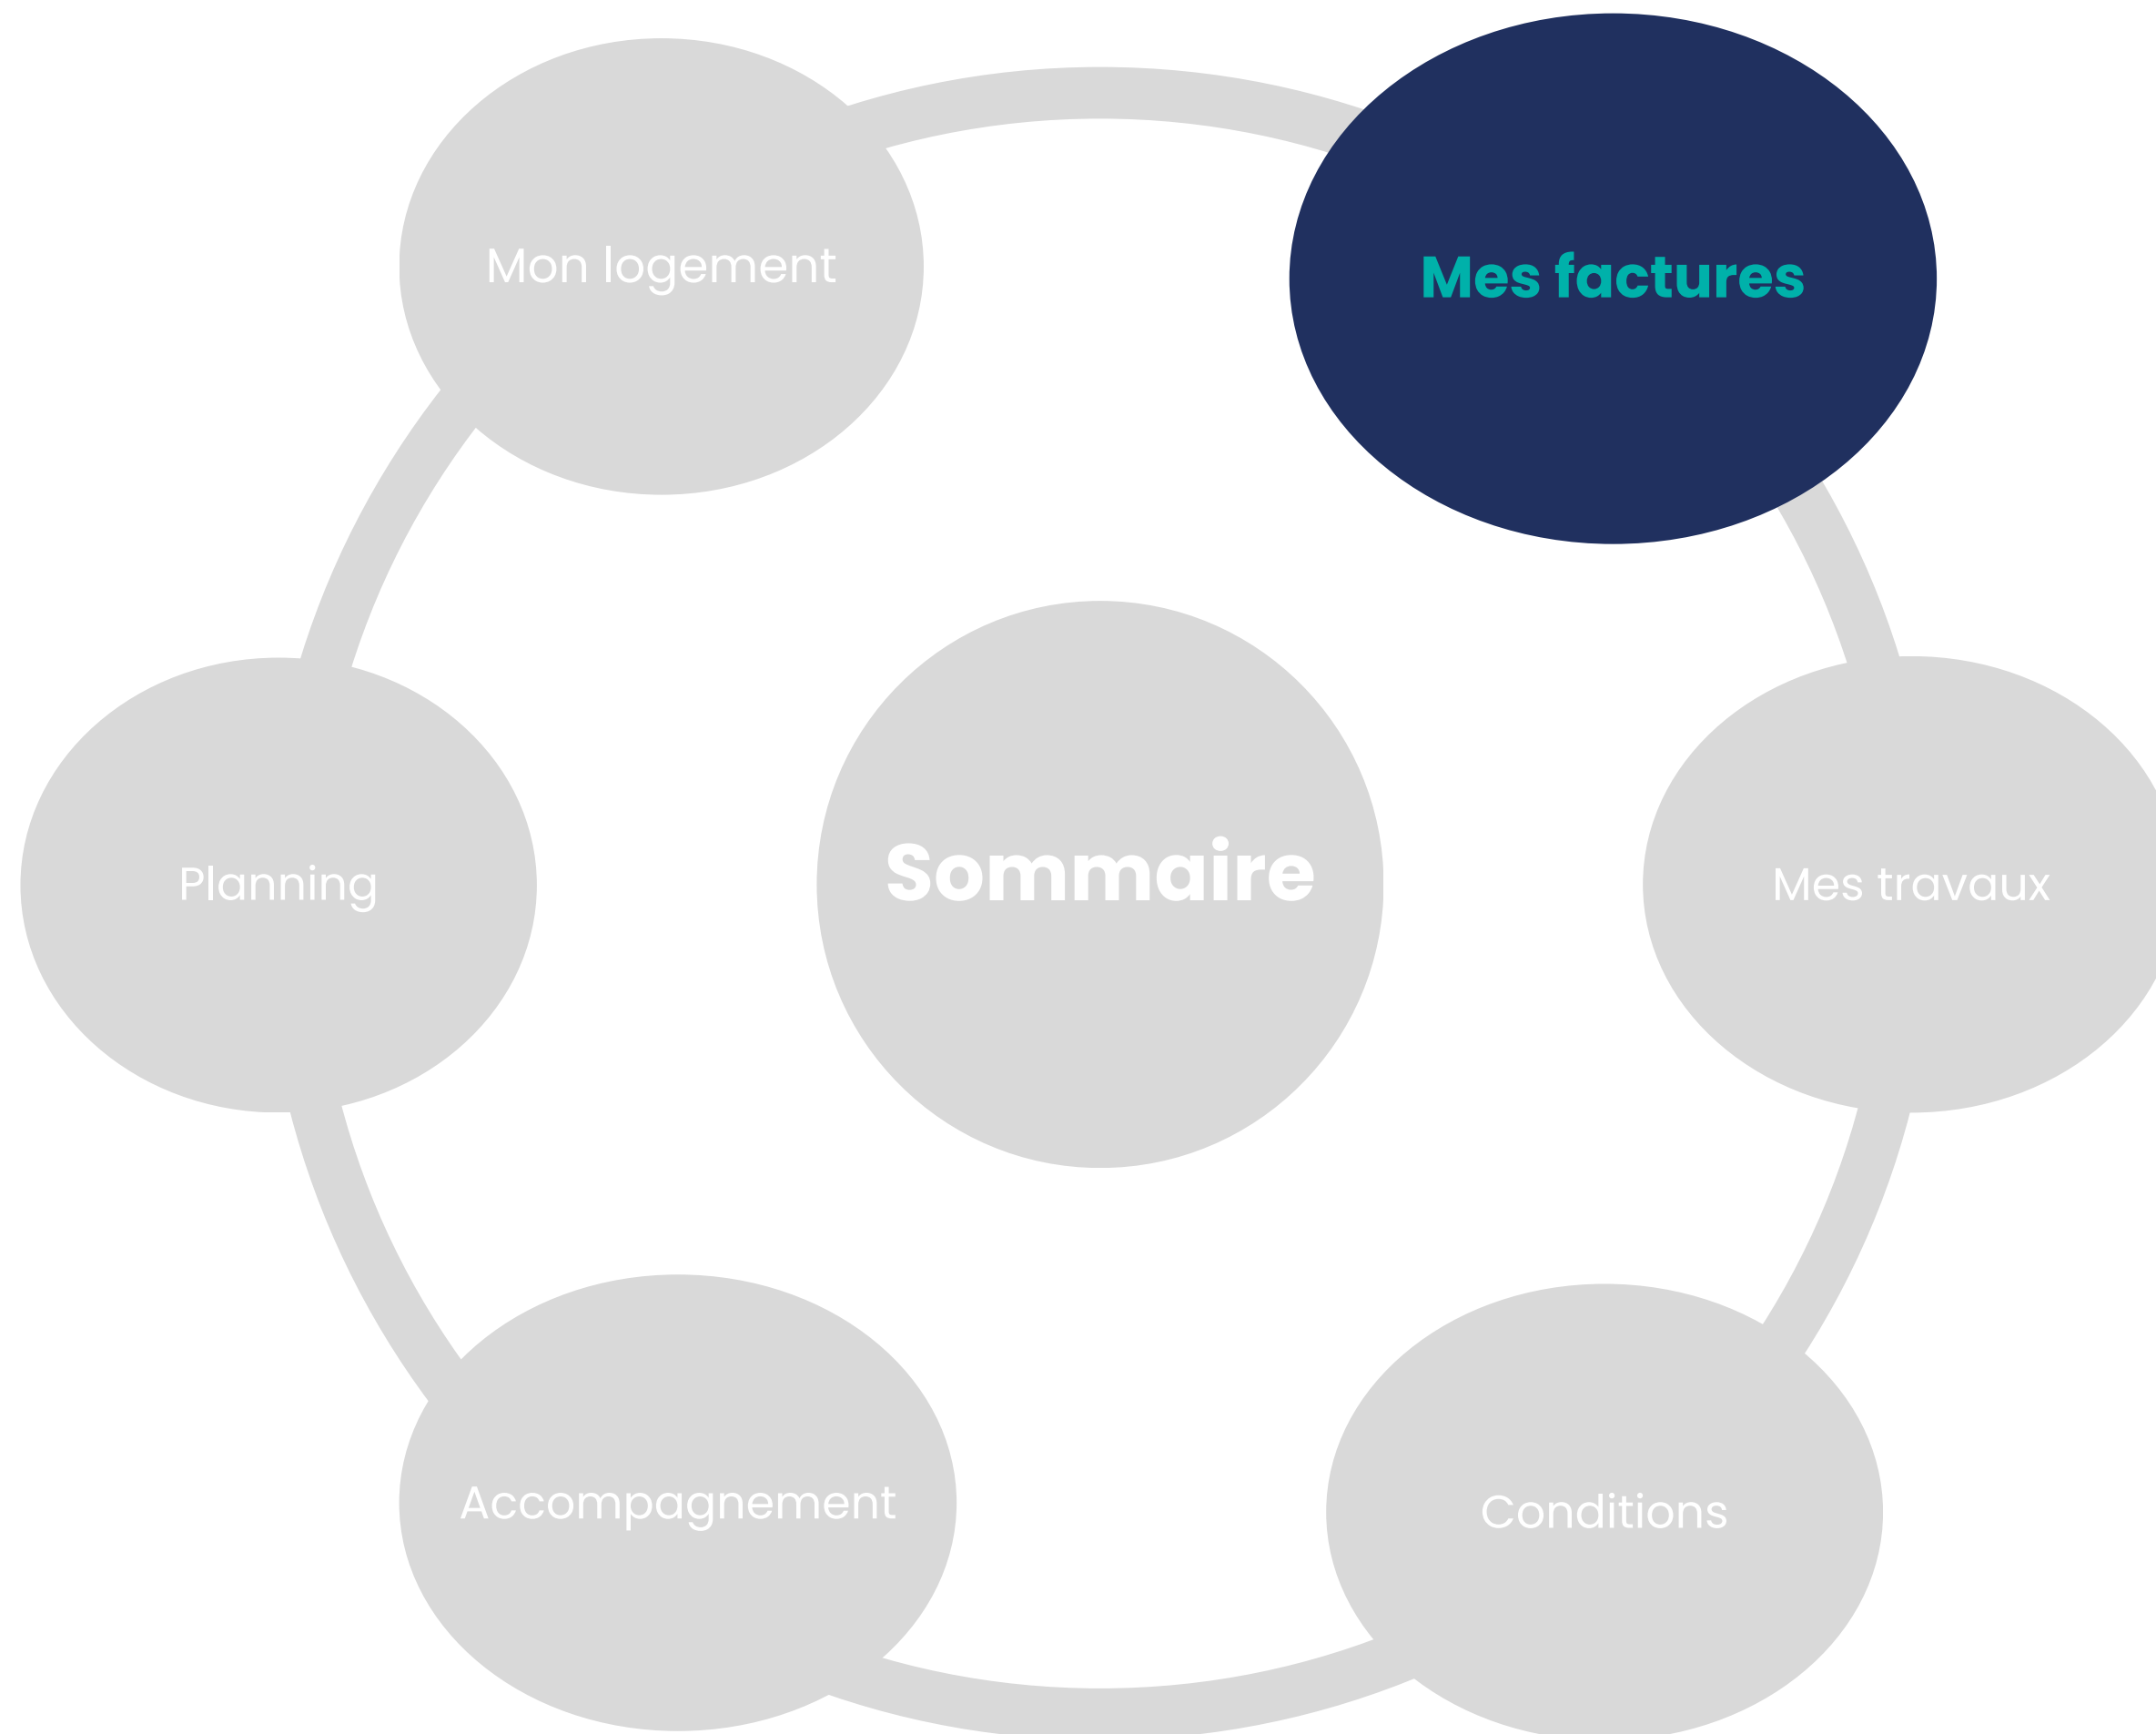 Mon logement
Mes factures
Planning
Sommaire
Mes travaux
Accompagnement
Conditions